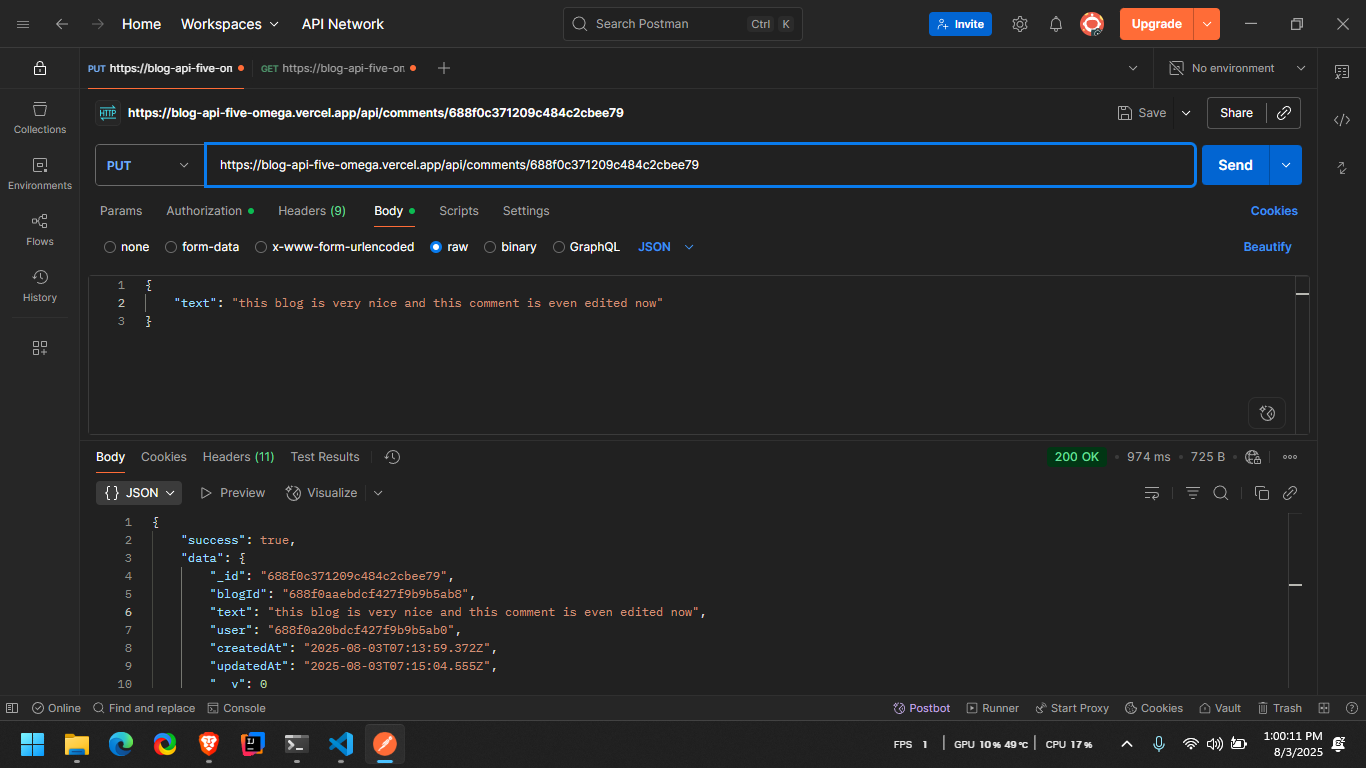 Home Workspaces API Network Search Postman Ctrl K Invite Upgrade
PUT https://blog-api-five-on GET https://blog-api-five-on No environment
HTTP https://blog-api-five-omega.vercel.app/api/comments/688f0c371209c484c2cbee79 Save Share
PUT https://blog-api-five-omega.vercel.app/api/comments/688f0c371209c484c2cbee79 Send
Params Authorization Headers (9) Body Scripts Settings Cookies
none form-data x-www-form-urlencoded raw binary GraphQL JSON Beautify
Collections
Environments
Flows
History
1 {
2 "text": "this blog is very nice and this comment is even edited now"
3 }
Body Cookies Headers (11) Test Results 200 OK • 974 ms • 725 B
{} JSON Preview Visualize
1 {
2 "success": true,
3 "data": {
4 "_id": "688f0c371209c484c2cbee79",
5 "blogId": "688f0aaebdcf427f9b9b5ab8",
6 "text": "this blog is very nice and this comment is even edited now",
7 "user": "688f0a20bdcf427f9b9b5ab0",
8 "createdAt": "2025-08-03T07:13:59.372Z",
9 "updatedAt": "2025-08-03T07:15:04.555Z",
10 "__v": 0
Online Find and replace Console Postbot Runner Start Proxy Cookies Vault Trash
FPS 1 GPU 10% 49°C CPU 17% 1:00:11 PM
8/3/2025